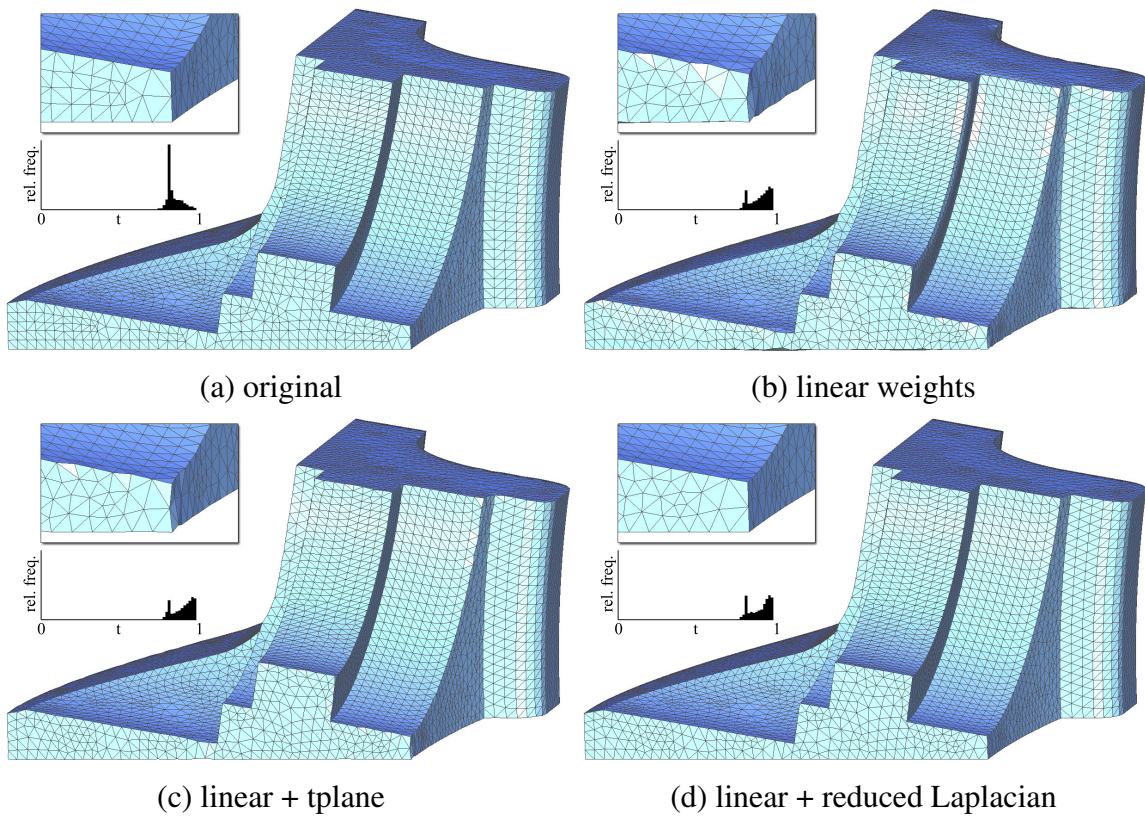 rel. freq.
0 t 1
rel. freq.
0 t 1
(a) original
(b) linear weights
rel. freq.
0 t 1
rel. freq.
0 t 1
(c) linear + tplane
(d) linear + reduced Laplacian